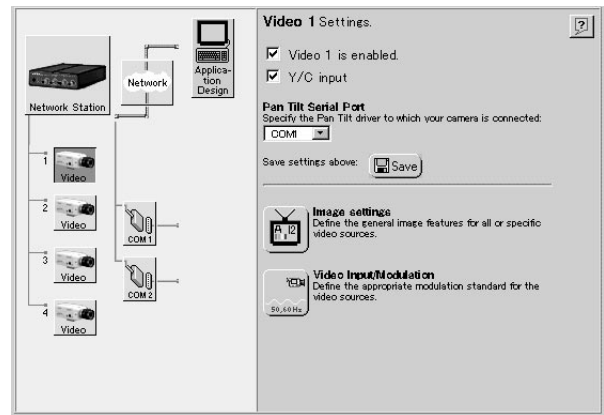 Network Station
Network
Applica-
tion
Design
1
Video
2
Video
3
Video
4
Video
COM 1
COM 2
Video 1 Settings.
?
Video 1 is enabled.
Y/C input
Pan Tilt Serial Port
Specify the Pan Tilt driver to which your camera is connected:
COM1
Save settings above:
Save
Image settings
Define the general image features for all or specific
video sources.
Video Input/Modulation
Define the appropriate modulation standard for the
video sources.
50,60 Hz